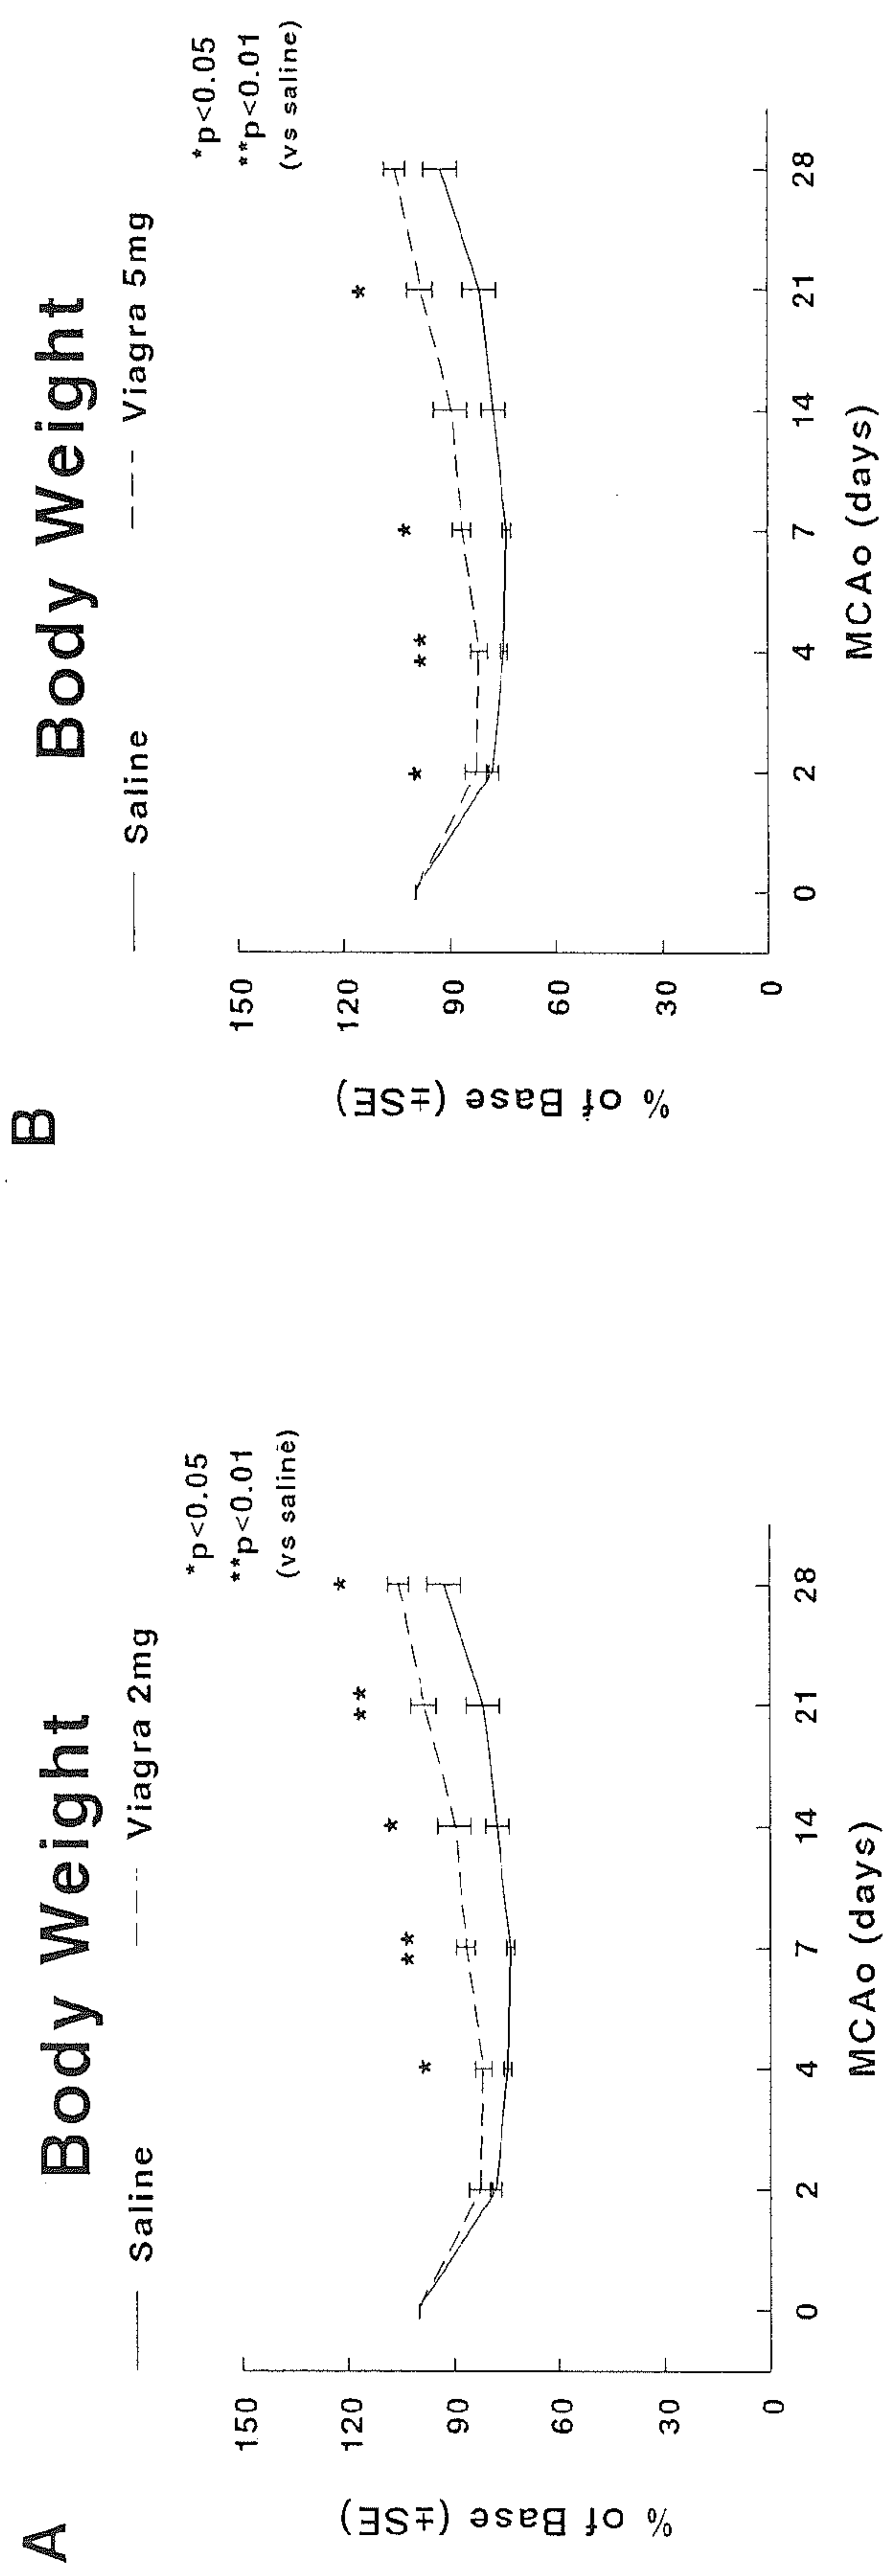 A
Body Weight
Saline
Viagra 2mg
*p<0.05
**p<0.01
(vs saline)
* ** * ** *
150
120
90
60
30
0
% of Base (±SE)
0 2 4 7 14 21 28
MCAo (days)
B
Body Weight
Saline
Viagra 5mg
*p<0.05
**p<0.01
(vs saline)
* ** * *
150
120
90
60
30
0
% of Base (±SE)
0 2 4 7 14 21 28
MCAo (days)